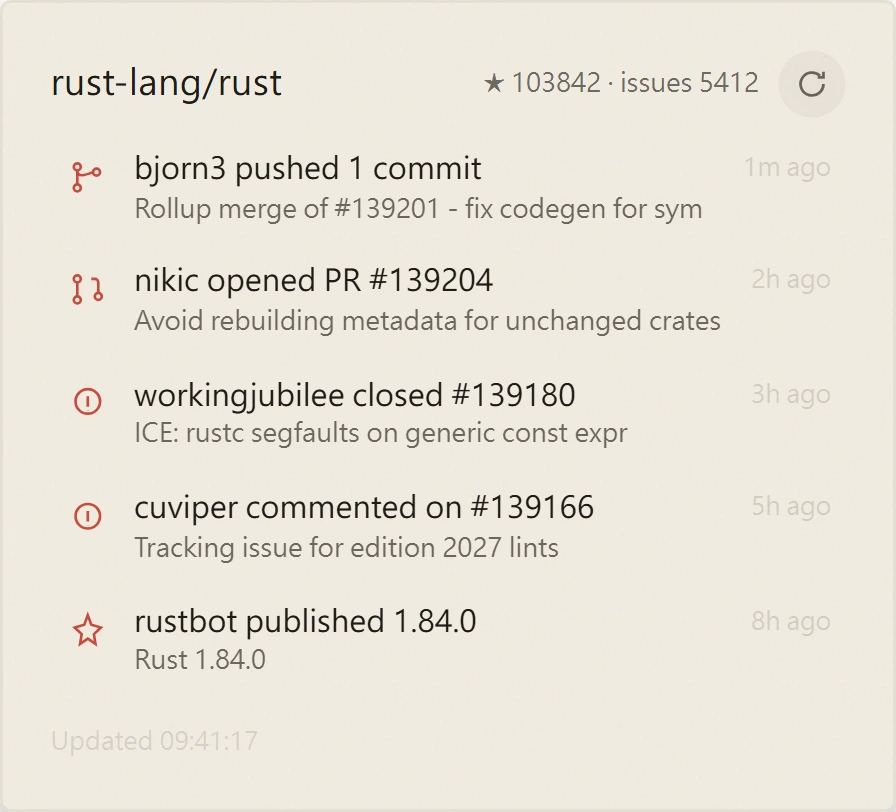 rust-lang/rust
★ 103842 · issues 5412
bjorn3 pushed 1 commit
1m ago
Rollup merge of #139201 - fix codegen for sym
nikic opened PR #139204
2h ago
Avoid rebuilding metadata for unchanged crates
workingjubilee closed #139180
3h ago
ICE: rustc segfaults on generic const expr
cuviper commented on #139166
5h ago
Tracking issue for edition 2027 lints
rustbot published 1.84.0
8h ago
Rust 1.84.0
Updated 09:41:17